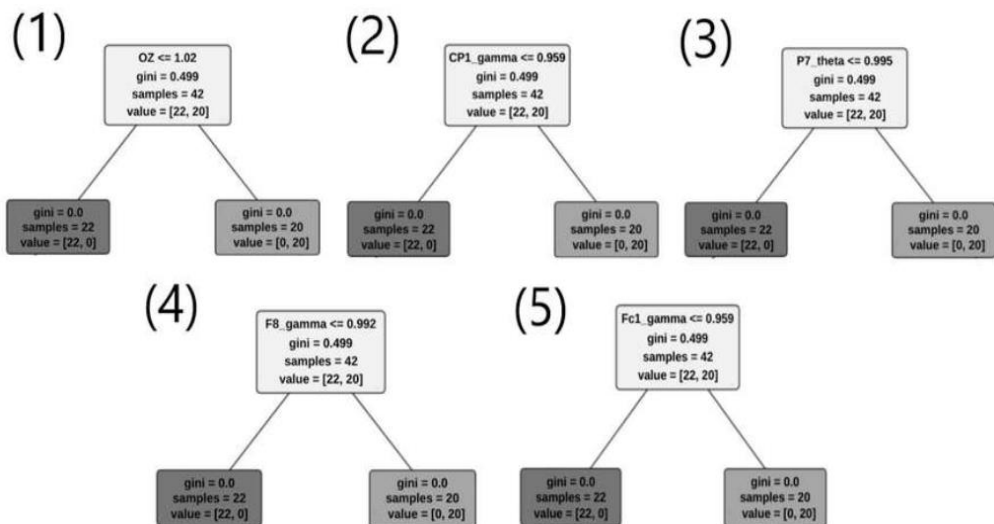 (1)
OZ <= 1.02
gini = 0.499
samples = 42
value = [22, 20]
gini = 0.0
samples = 22
value = [22, 0]
gini = 0.0
samples = 20
value = [0, 20]
(2)
CP1_gamma <= 0.959
gini = 0.499
samples = 42
value = [22, 20]
gini = 0.0
samples = 22
value = [22, 0]
gini = 0.0
samples = 20
value = [0, 20]
(3)
P7_theta <= 0.995
gini = 0.499
samples = 42
value = [22, 20]
gini = 0.0
samples = 22
value = [22, 0]
gini = 0.0
samples = 20
value = [0, 20]
(4)
F8_gamma <= 0.992
gini = 0.499
samples = 42
value = [22, 20]
gini = 0.0
samples = 22
value = [22, 0]
gini = 0.0
samples = 20
value = [0, 20]
(5)
Fc1_gamma <= 0.959
gini = 0.499
samples = 42
value = [22, 20]
gini = 0.0
samples = 22
value = [22, 0]
gini = 0.0
samples = 20
value = [0, 20]